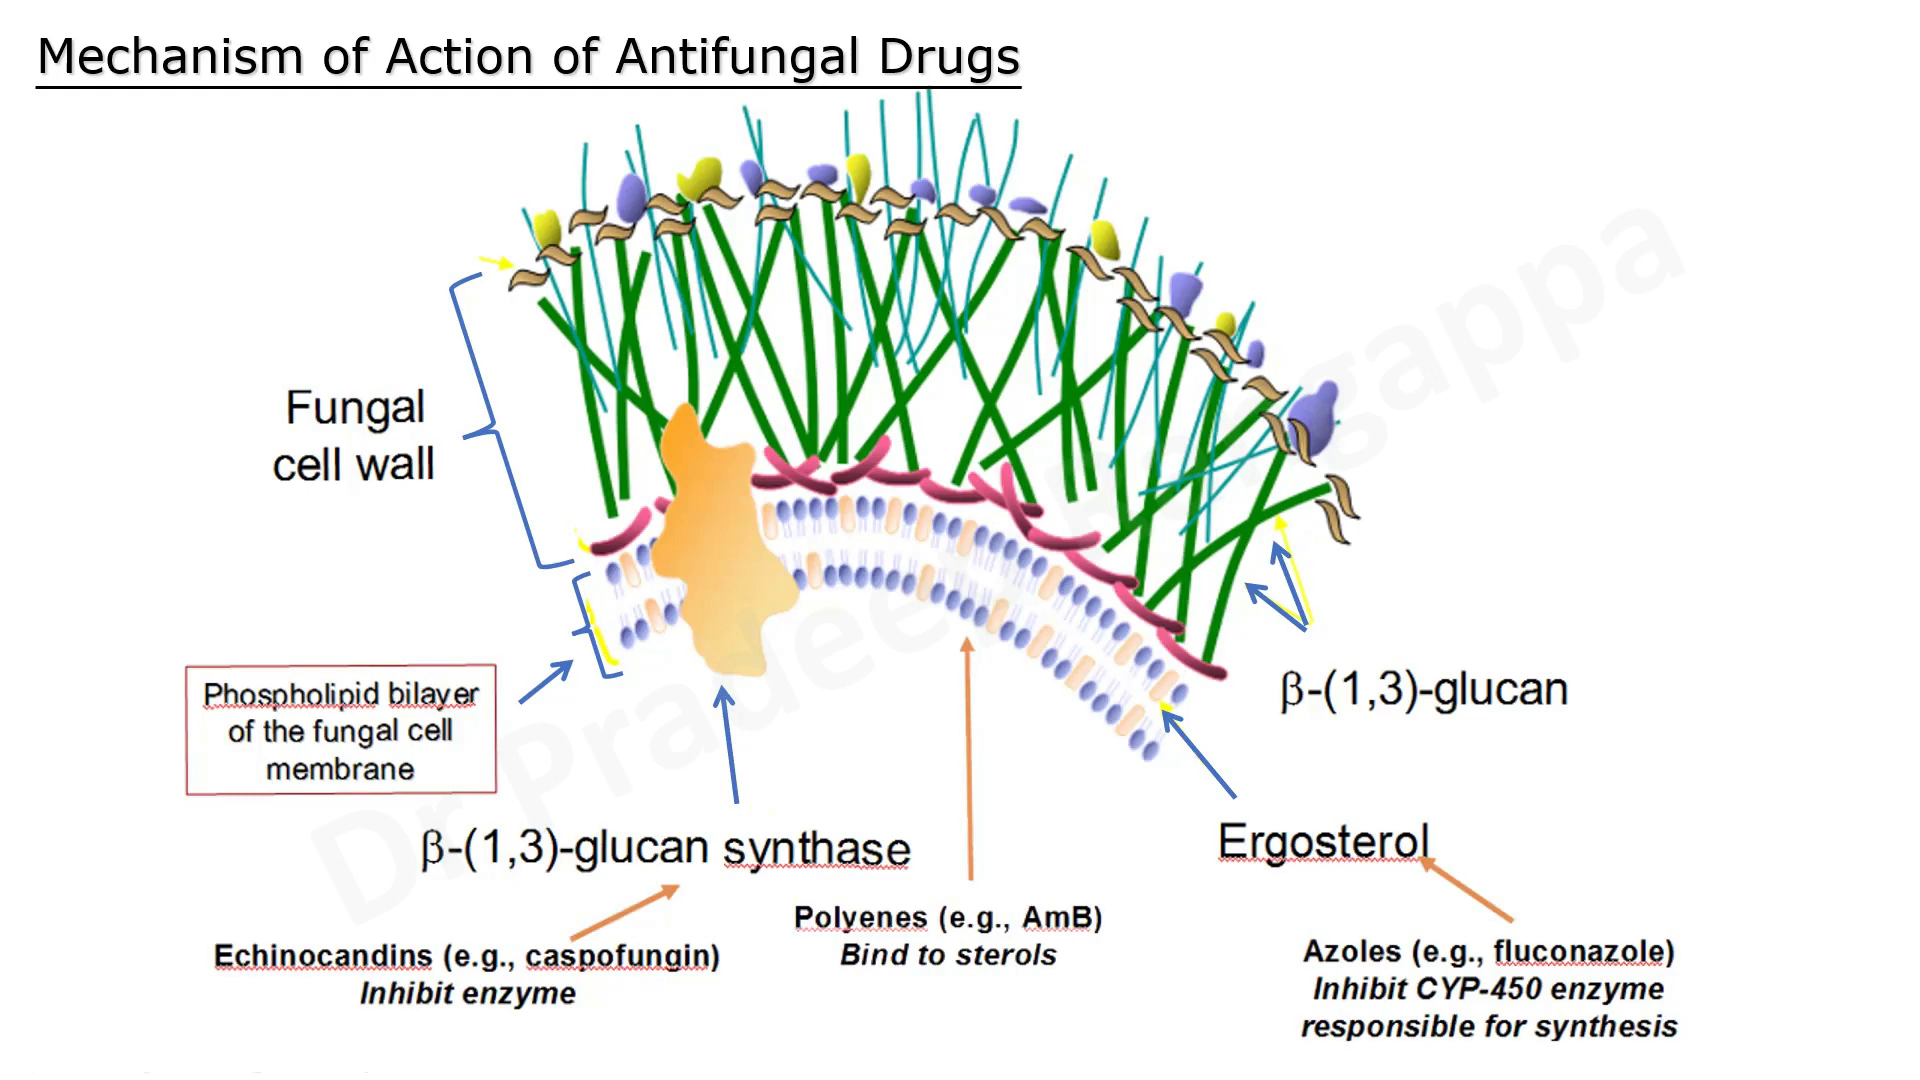 Mechanism of Action of Antifungal Drugs
Fungal
cell wall
Phospholipid bilayer
of the fungal cell
membrane
β-(1,3)-glucan
β-(1,3)-glucan synthase
Ergosterol
Echinocandins (e.g., caspofungin)
Inhibit enzyme
Polyenes (e.g., AmB)
Bind to sterols
Azoles (e.g., fluconazole)
Inhibit CYP-450 enzyme
responsible for synthesis